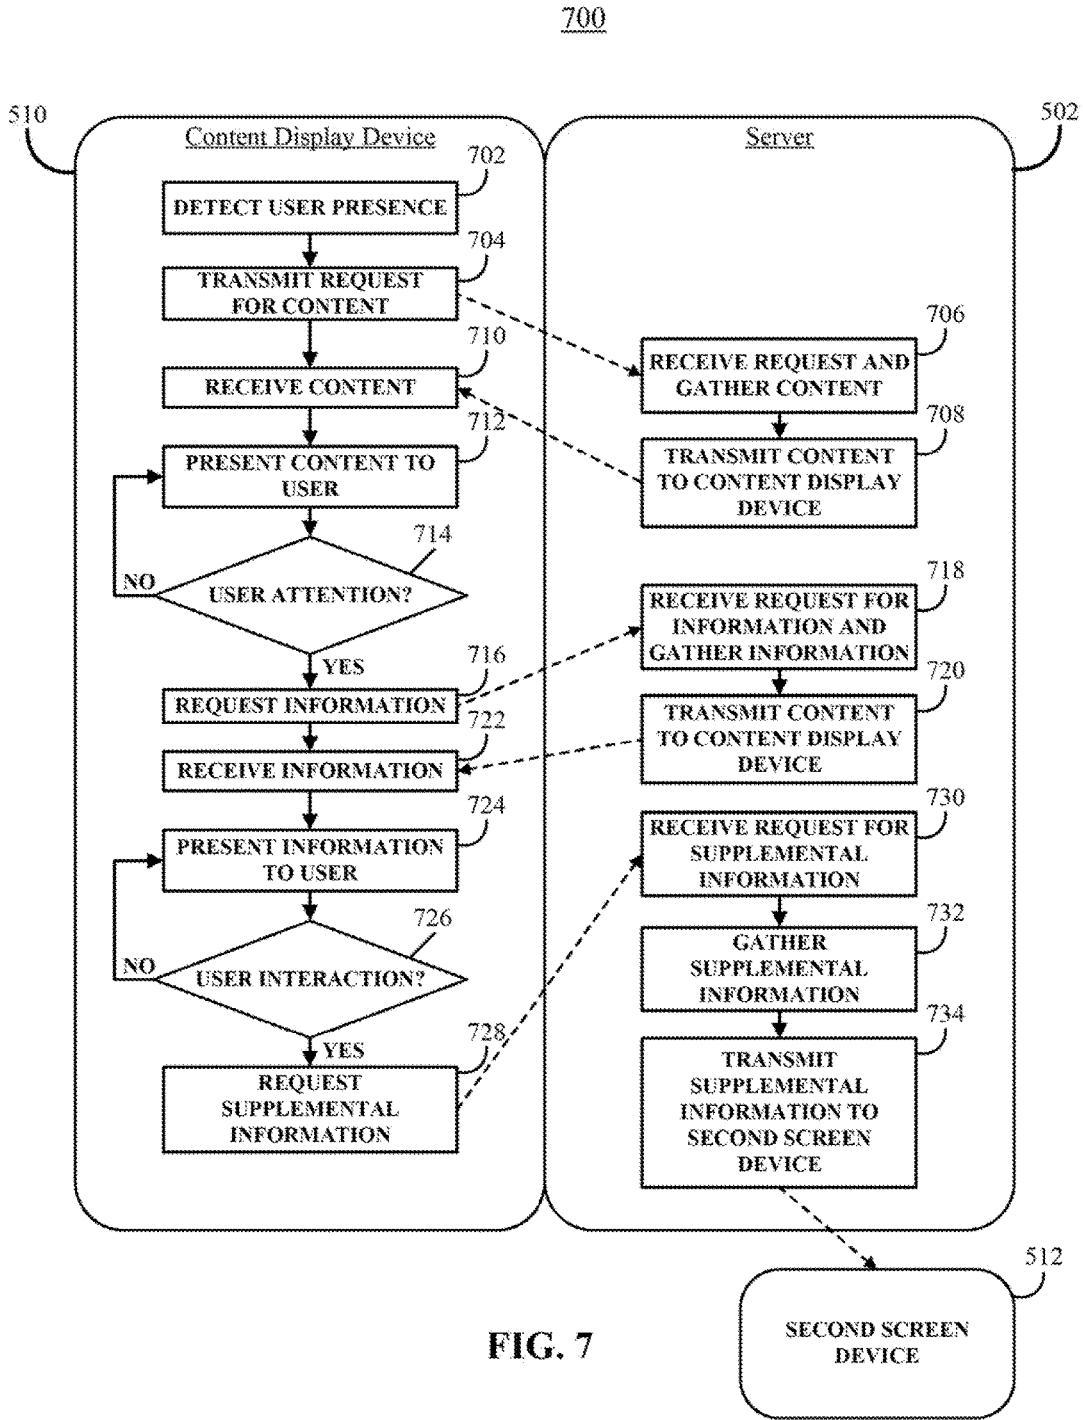 700
510
502
Content Display Device
Server
702
DETECT USER PRESENCE
704
TRANSMIT REQUEST
FOR CONTENT
706
RECEIVE REQUEST AND
GATHER CONTENT
710
RECEIVE CONTENT
708
TRANSMIT CONTENT
TO CONTENT DISPLAY
DEVICE
712
PRESENT CONTENT TO
USER
714
USER ATTENTION?
NO
YES
716
REQUEST INFORMATION
718
RECEIVE REQUEST FOR
INFORMATION AND
GATHER INFORMATION
720
TRANSMIT CONTENT
TO CONTENT DISPLAY
DEVICE
722
RECEIVE INFORMATION
724
PRESENT INFORMATION
TO USER
726
USER INTERACTION?
NO
YES
728
REQUEST
SUPPLEMENTAL
INFORMATION
730
RECEIVE REQUEST FOR
SUPPLEMENTAL
INFORMATION
732
GATHER
SUPPLEMENTAL
INFORMATION
734
TRANSMIT
SUPPLEMENTAL
INFORMATION TO
SECOND SCREEN
DEVICE
512
SECOND SCREEN
DEVICE
FIG. 7